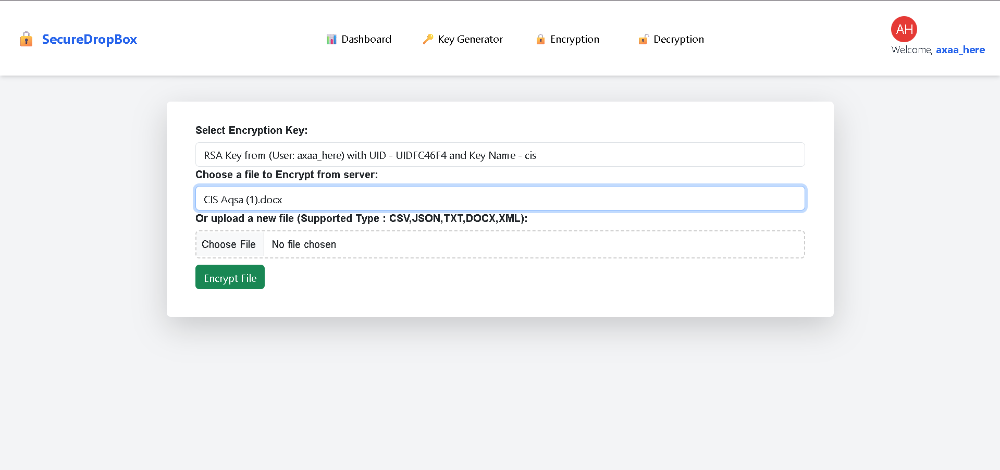 SecureDropBox
Dashboard
Key Generator
Encryption
Decryption
AH
Welcome, axaa_here
Select Encryption Key:
RSA Key from (User: axaa_here) with UID - UIDFC46F4 and Key Name - cis
Choose a file to Encrypt from server:
CIS Aqsa (1).docx
Or upload a new file (Supported Type : CSV,JSON,TXT,DOCX,XML):
Choose File No file chosen
Encrypt File